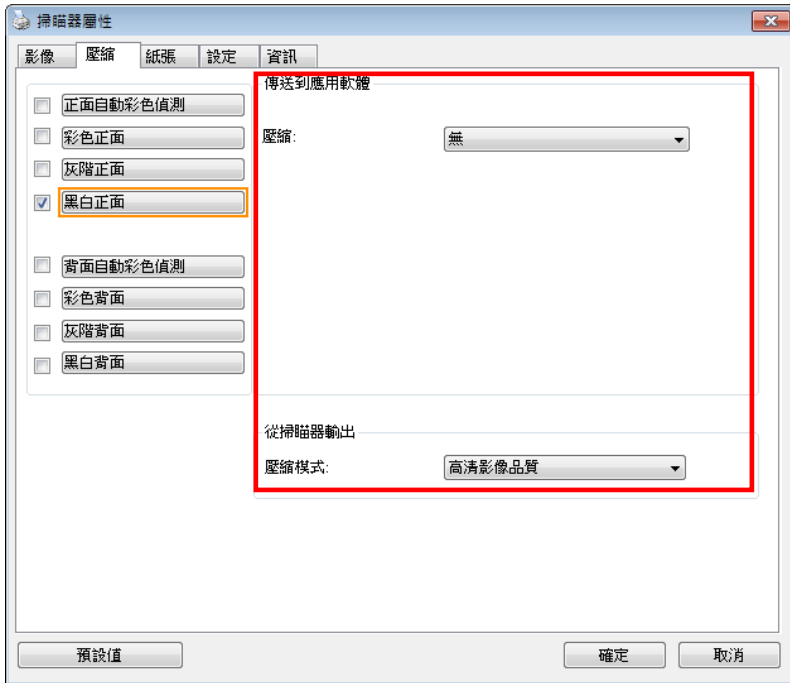 掃瞄器屬性
影像 壓縮 紙張 設定 資訊
正面自動彩色偵測
彩色正面
灰階正面
黑白正面
背面自動彩色偵測
彩色背面
灰階背面
黑白背面
傳送到應用軟體
壓縮: 無
從掃瞄器輸出
壓縮模式: 高清影像品質
預設值 確定 取消